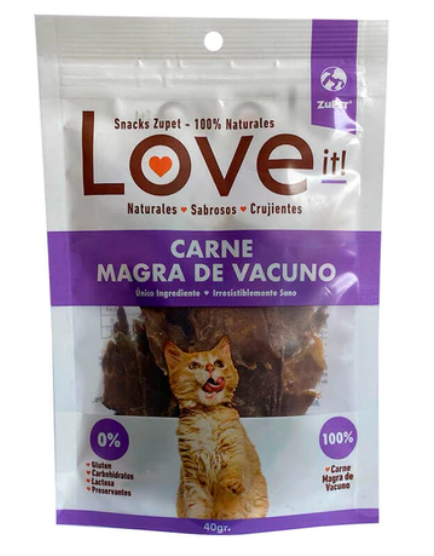 ZuPet®
Snacks Zupet - 100% Naturales
Love it!
Naturales ♥ Sabrosos ♥ Crujientes
CARNE
MAGRA DE VACUNO
Único Ingrediente ♥ Irresistiblemente Sano
0%
♥ Gluten
♥ Carbohidratos
♥ Lactosa
♥ Preservantes
100%
♥ Carne
Magra de
Vacuno
40gr.